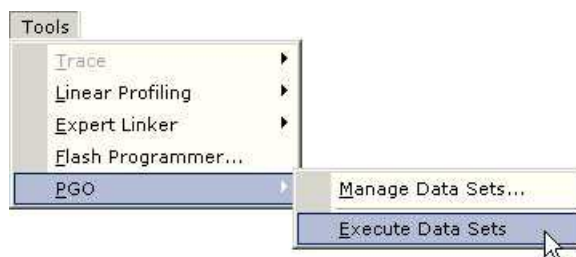 Tools
Trace
Linear Profiling
Expert Linker
Flash Programmer...
PGO
Manage Data Sets...
Execute Data Sets